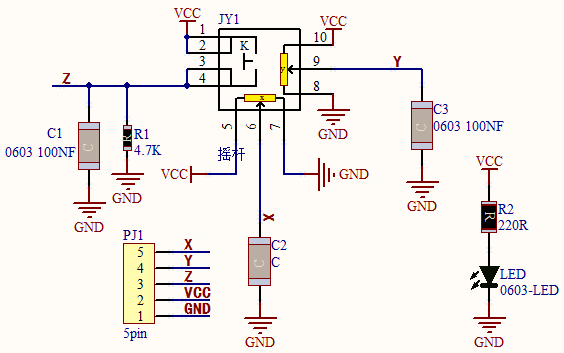 VCC
JY1
VCC
1
2
3
4
K
10
9
8
Y
X
Y
Z
5
6
7
摇杆
GND
C1
0603 100NF
C
R1
4.7K
GND
GND
VCC
GND
X
C3
0603 100NF
C
GND
VCC
R2
220R
R
LED
0603-LED
GND
C2
C
C
GND
PJ1
5 X
4 Y
3 Z
2 VCC
1 GND
5pin